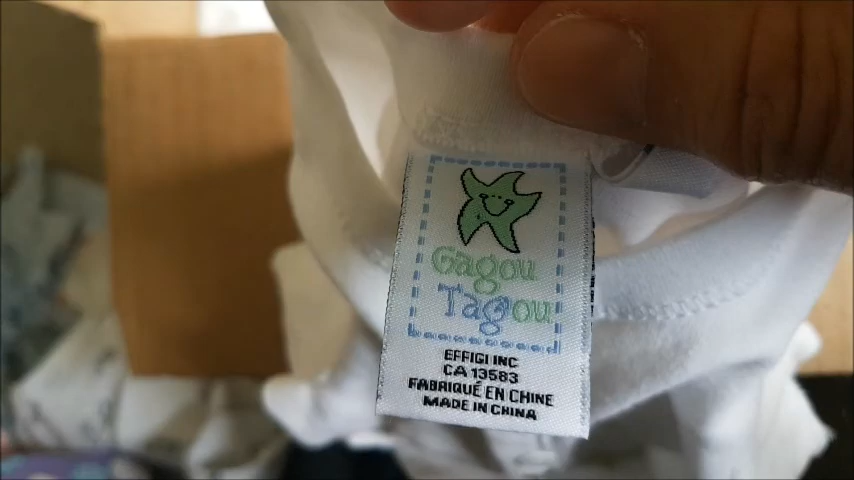 Gagou
Tagou
EFFIGI INC
CA 13583
FABRIQUÉ EN CHINE
MADE IN CHINA